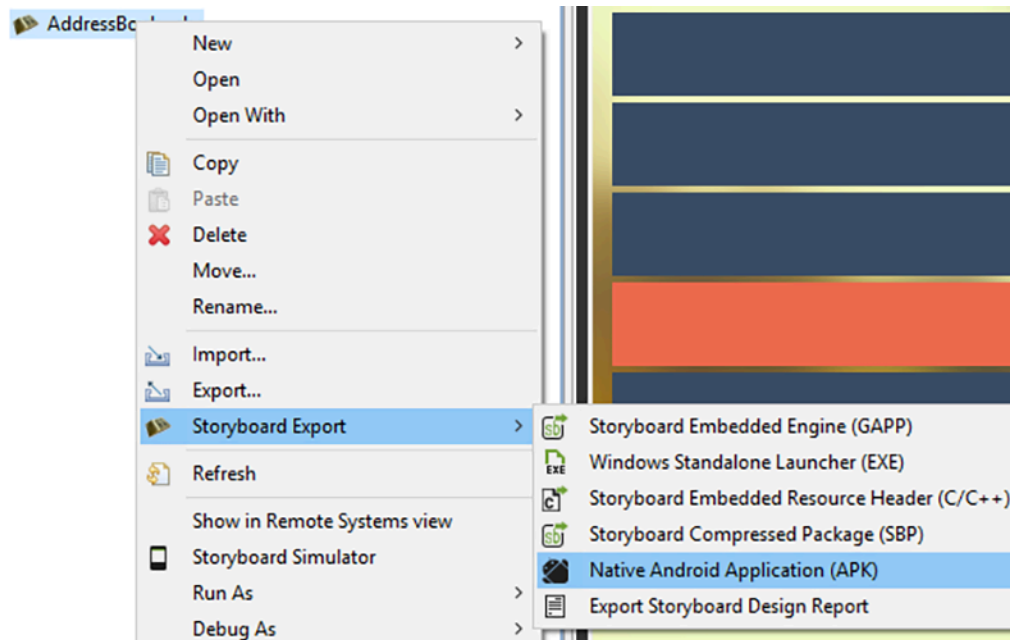 New
Open
Open With
Copy
Paste
Delete
Move...
Rename...
Import...
Export...
Storyboard Export
Refresh
Show in Remote Systems view
Storyboard Simulator
Run As
Debug As
Storyboard Embedded Engine (GAPP)
Windows Standalone Launcher (EXE)
Storyboard Embedded Resource Header (C/C++)
Storyboard Compressed Package (SBP)
Native Android Application (APK)
Export Storyboard Design Report